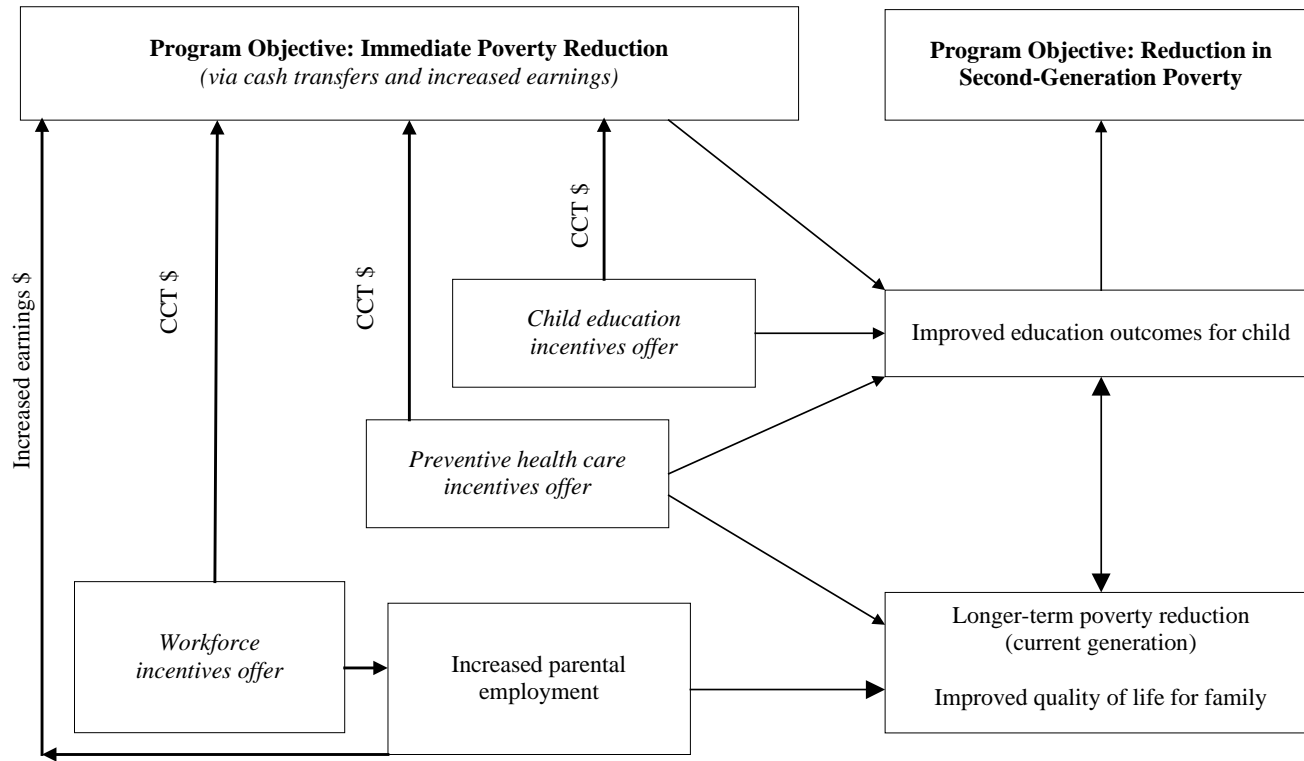 Program Objective: Immediate Poverty Reduction
(via cash transfers and increased earnings)
Program Objective: Reduction in
Second-Generation Poverty
Increased earnings $
CCT $
CCT $
CCT $
Child education
incentives offer
Improved education outcomes for child
Preventive health care
incentives offer
Workforce
incentives offer
Increased parental
employment
Longer-term poverty reduction
(current generation)
Improved quality of life for family